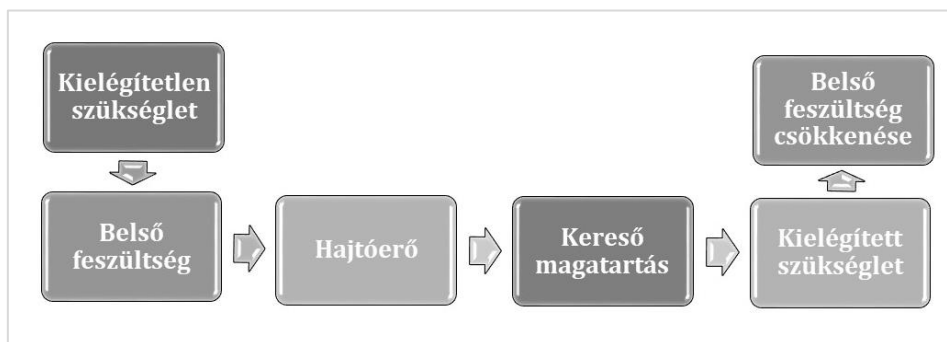 Kielégítetlen
szükséglet
Belső
feszültség
Hajtóerő
Kereső
magatartás
Kielégített
szükséglet
Belső
feszültség
csökkenése